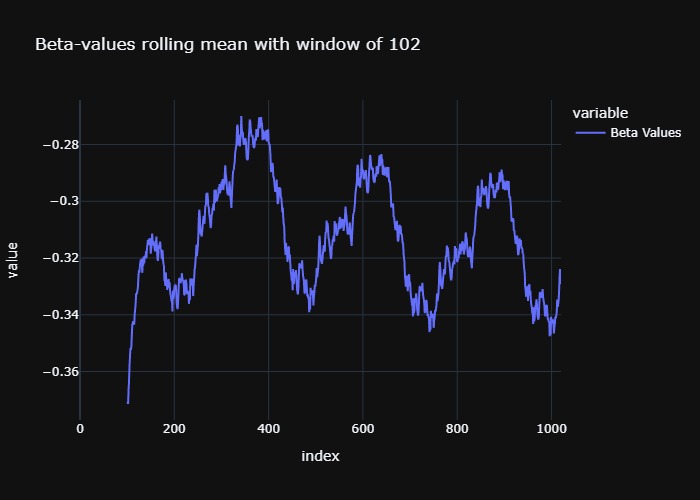 Beta-values rolling mean with window of 102
variable
Beta Values
−0.28
−0.3
−0.32
−0.34
−0.36
value
0 200 400 600 800 1000
index